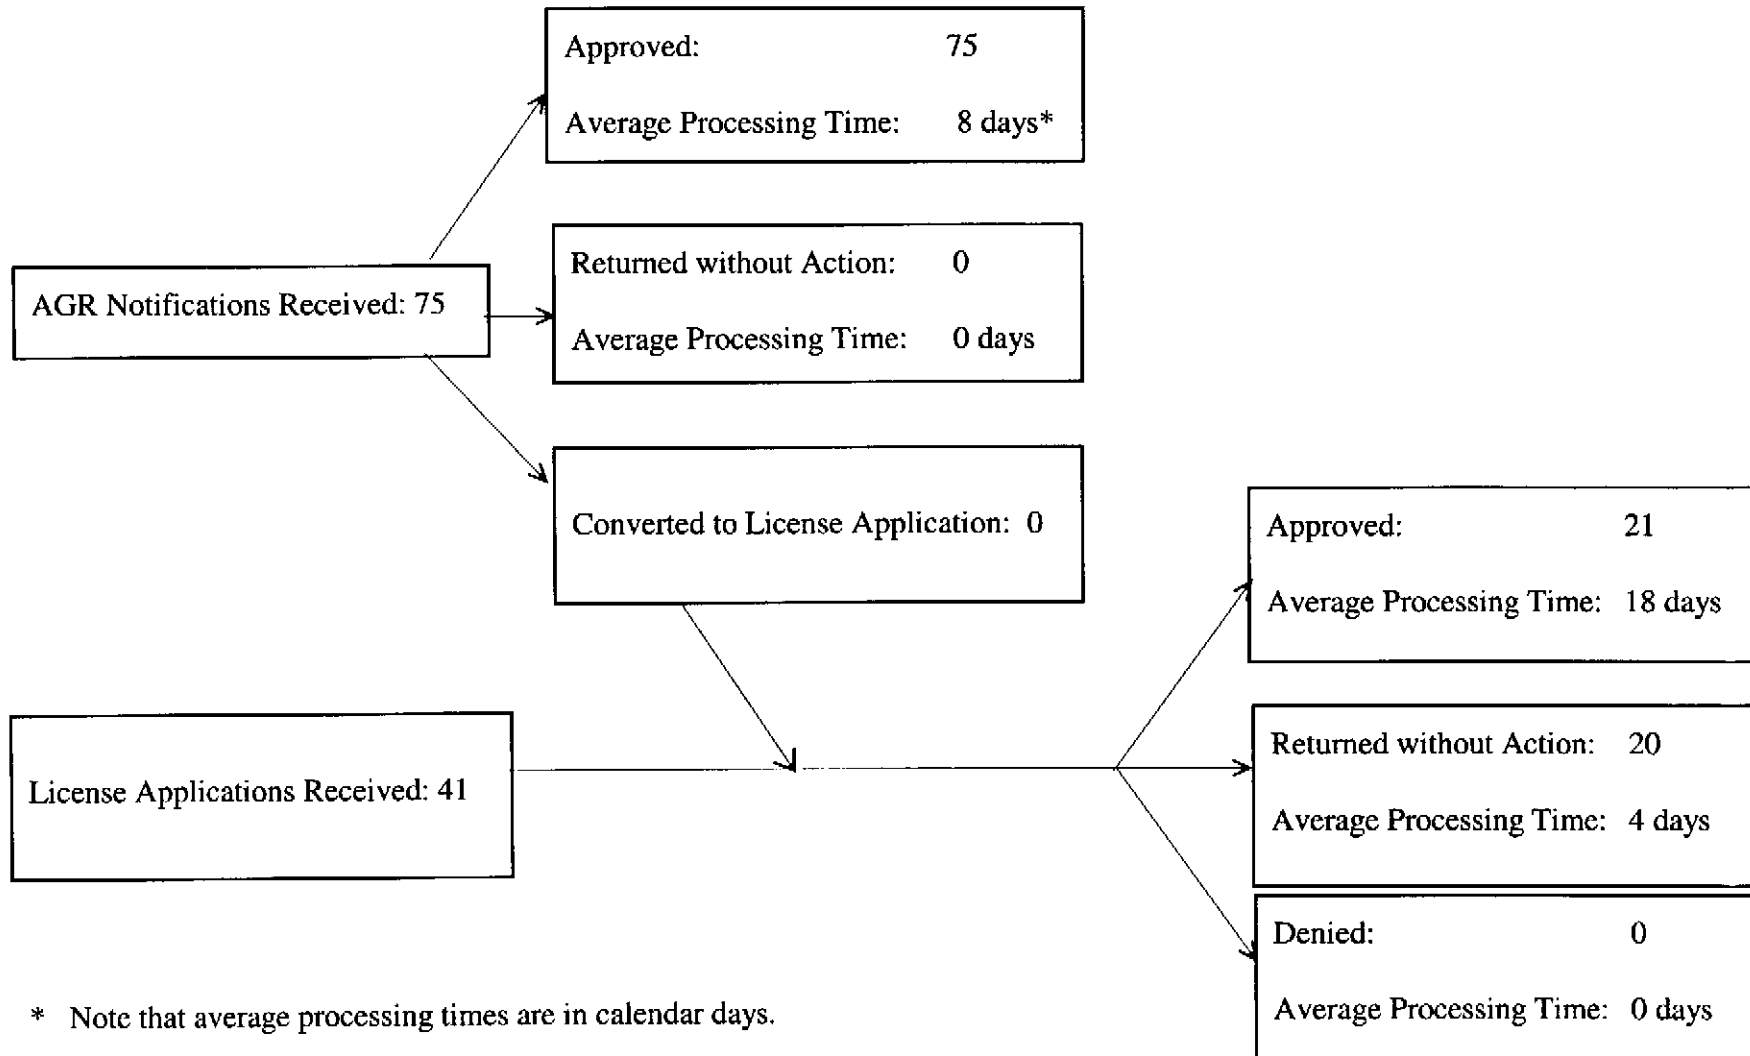 Approved: 75
Average Processing Time: 8 days*
Returned without Action: 0
AGR Notifications Received: 75
Average Processing Time: 0 days
Converted to License Application: 0
Approved: 21
Average Processing Time: 18 days
License Applications Received: 41
Returned without Action: 20
Average Processing Time: 4 days
Denied: 0
Average Processing Time: 0 days
* Note that average processing times are in calendar days.